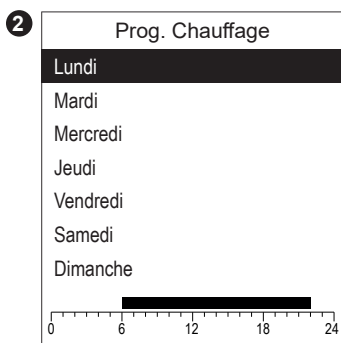 2
Prog. Chauffage
Lundi
Mardi
Mercredi
Jeudi
Vendredi
Samedi
Dimanche
0 6 12 18 24